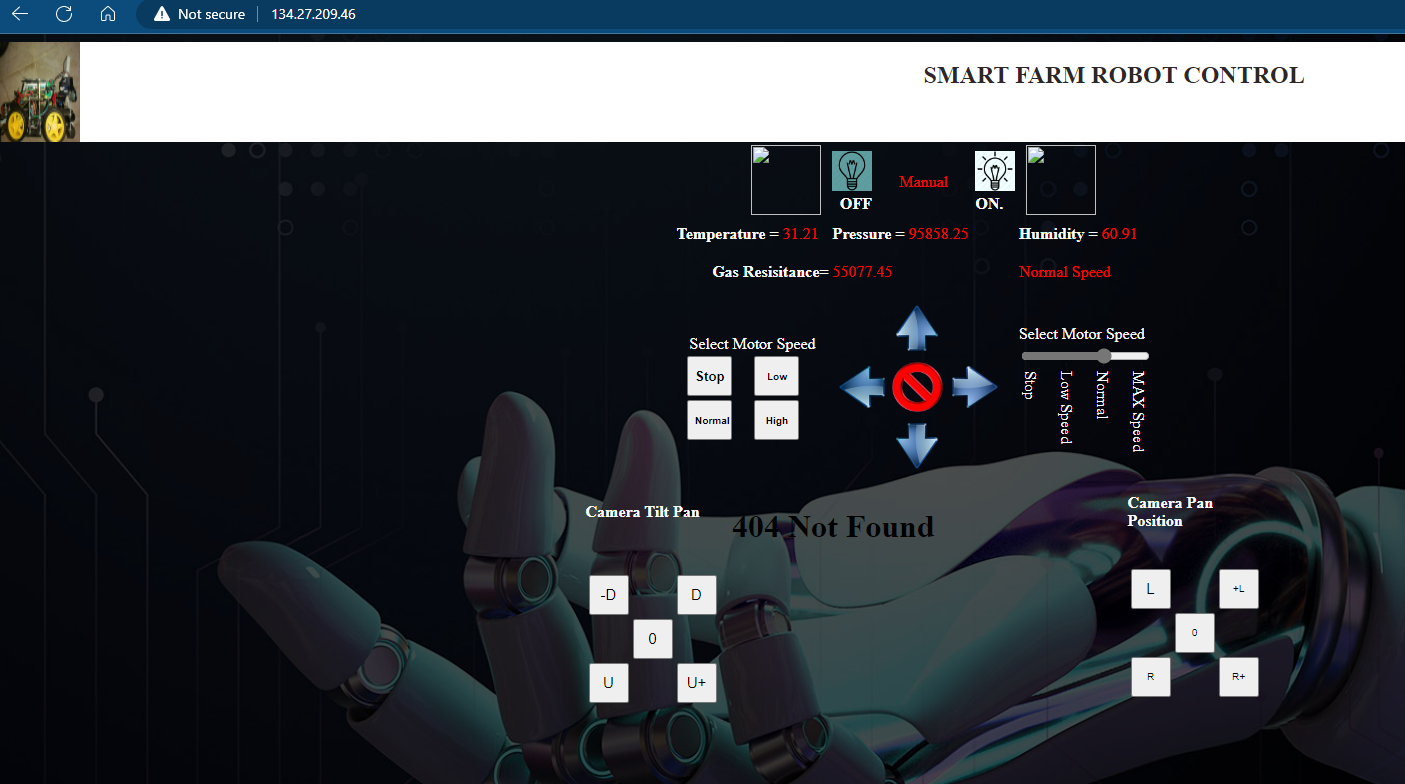 Not secure 134.27.209.46
SMART FARM ROBOT CONTROL
Manual
OFF ON.
Temperature = 31.21 Pressure = 95858.25 Humidity = 60.91
Gas Resisitance= 55077.45 Normal Speed
Select Motor Speed
Stop Low
Normal High
Select Motor Speed
Stop
Low Speed
Normal
MAX Speed
Camera Tilt Pan
404 Not Found
Camera Pan
Position
-D D
0
U U+
L +L
0
R R+